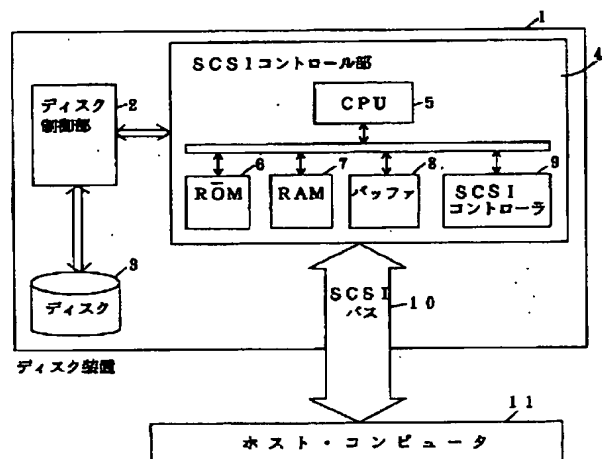 1
SCSIコントロール部
4
ディスク
制御部
2
CPU
5
6
7
8
9
ROM
RAM
バッファ
SCSI
コントローラ
3
ディスク
SCSI
バス
10
ディスク装置
11
ホスト・コンピュータ